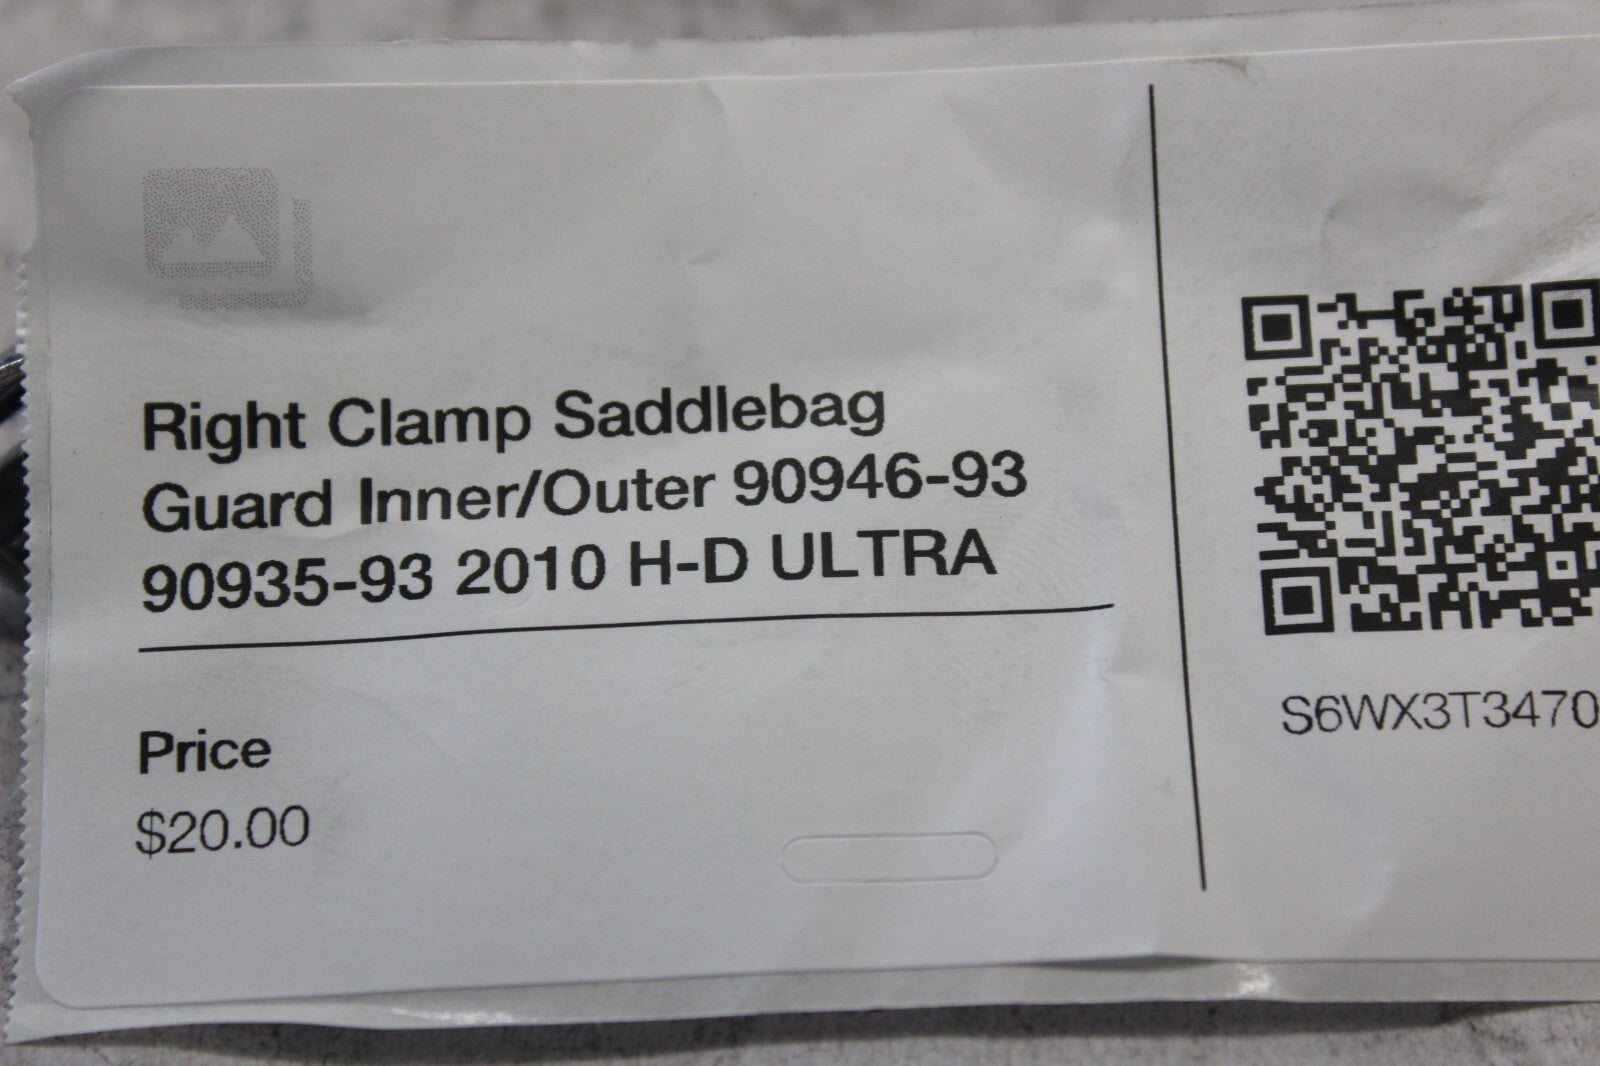 Right Clamp Saddlebag
Guard Inner/Outer 90946-93
90935-93 2010 H-D ULTRA
Price
$20.00
S6WX3T3470